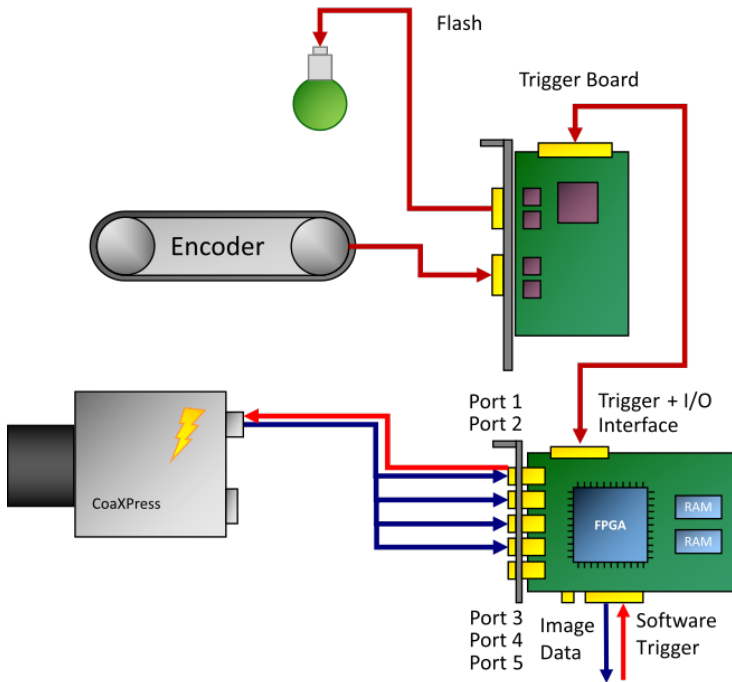 Flash
Trigger Board
Encoder
Port 1
Port 2
Trigger + I/O
Interface
CoaXPress
FPGA
RAM
RAM
Port 3
Port 4
Port 5
Image
Data
Software
Trigger